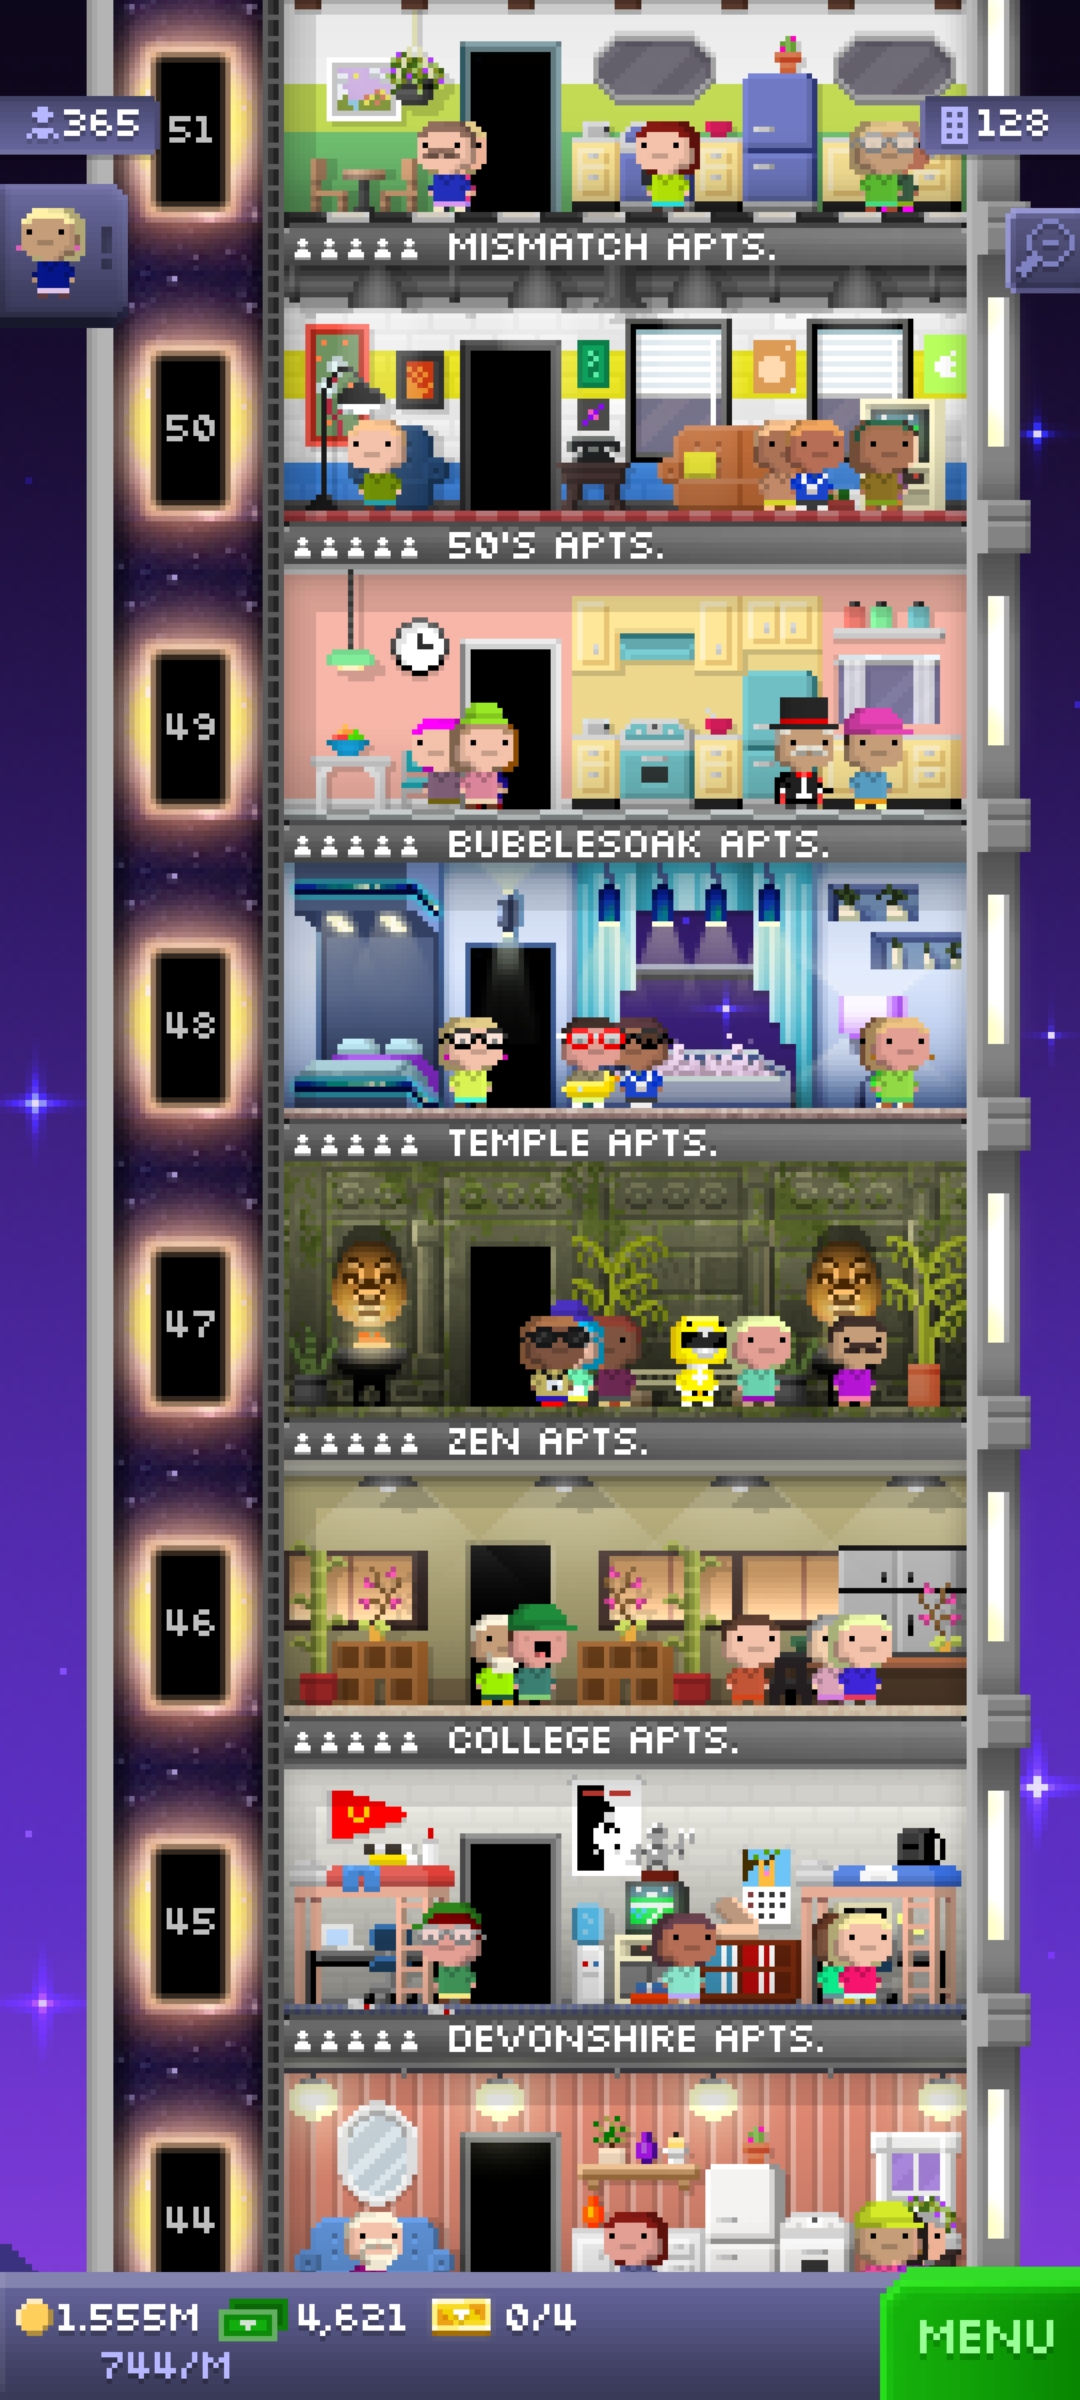 51
365
128
!
MISMATCH APTS.
50
50'S APTS.
49
BUBBLESOAK APTS.
48
TEMPLE APTS.
47
ZEN APTS.
46
COLLEGE APTS.
45
DEVONSHIRE APTS.
44
1.555M 4,621 0/4
744/M
MENU